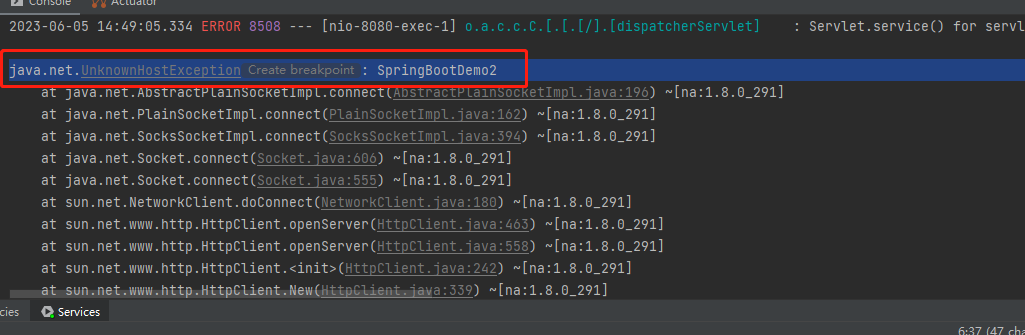 Console Actuator
2023-06-05 14:49:05.334 ERROR 8508 --- [nio-8080-exec-1] o.a.c.c.C.[.[.[/].[dispatcherServlet] : Servlet.service() for servl
java.net.UnknownHostException Create breakpoint : SpringBootDemo2
at java.net.AbstractPlainSocketImpl.connect(AbstractPlainSocketImpl.java:196) ~[na:1.8.0_291]
at java.net.PlainSocketImpl.connect(PlainSocketImpl.java:162) ~[na:1.8.0_291]
at java.net.SocksSocketImpl.connect(SocksSocketImpl.java:394) ~[na:1.8.0_291]
at java.net.Socket.connect(Socket.java:606) ~[na:1.8.0_291]
at java.net.Socket.connect(Socket.java:555) ~[na:1.8.0_291]
at sun.net.NetworkClient.doConnect(NetworkClient.java:180) ~[na:1.8.0_291]
at sun.net.www.http.HttpClient.openServer(HttpClient.java:463) ~[na:1.8.0_291]
at sun.net.www.http.HttpClient.openServer(HttpClient.java:558) ~[na:1.8.0_291]
at sun.net.www.http.HttpClient.<init>(HttpClient.java:242) ~[na:1.8.0_291]
at sun.net.www.http.HttpClient.New(HttpClient.java:339) ~[na:1.8.0_291]
cies Services
6:37 (47 cha